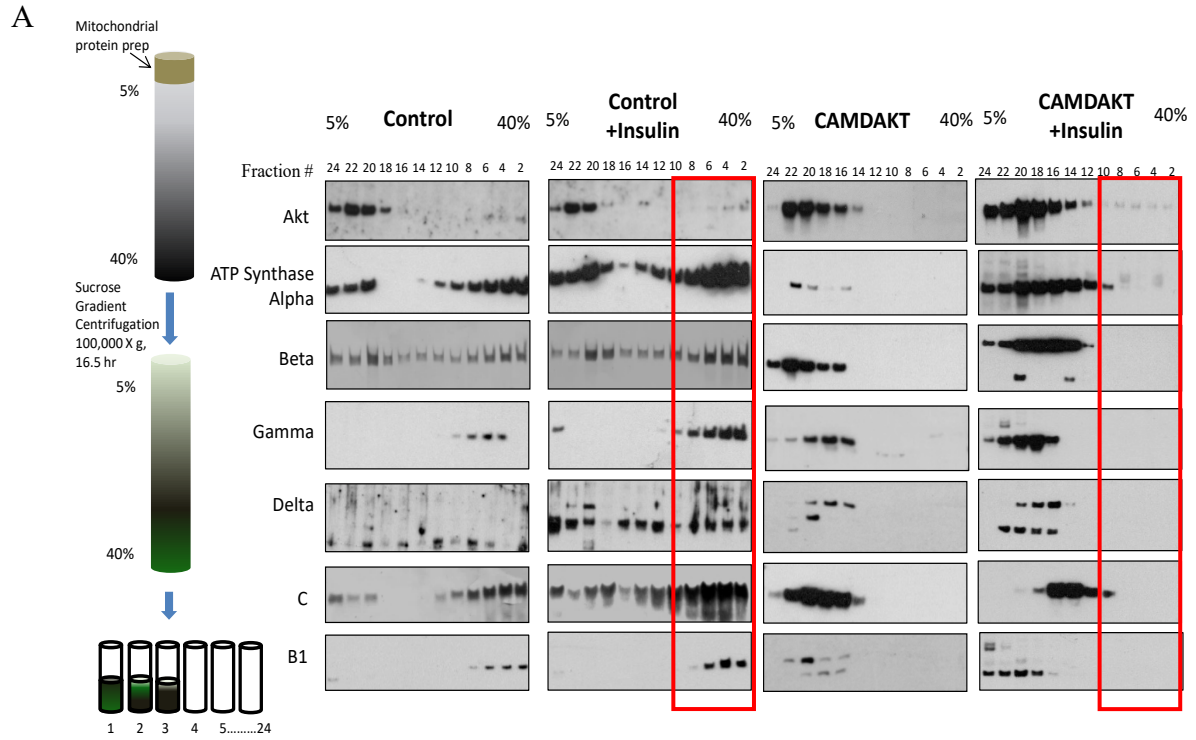 A
Mitochondrial
protein prep
5%
40%
Sucrose
Gradient
Centrifugation
100,000 X g,
16.5 hr
5%
40%
1 2 3 4 5………24
5% Control 40%
5% Control
+Insulin 40%
5% CAMDAKT 40%
5% CAMDAKT
+Insulin 40%
Fraction #
24 22 20 18 16 14 12 10 8 6 4 2
24 22 20 18 16 14 12 10 8 6 4 2
24 22 20 18 16 14 12 10 8 6 4 2
24 22 20 18 16 14 12 10 8 6 4 2
Akt
ATP Synthase
Alpha
Beta
Gamma
Delta
C
B1